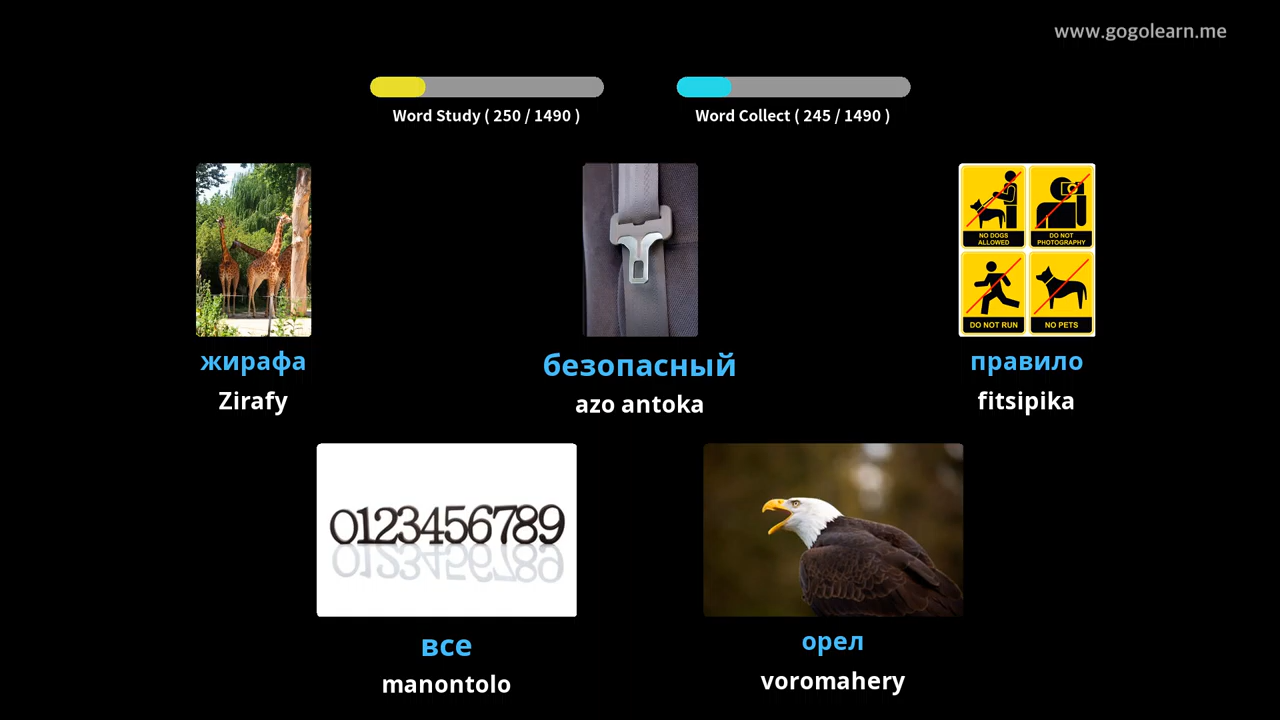 www.gogolearn.me
Word Study ( 250 / 1490 )
Word Collect ( 245 / 1490 )
NO DOGS
ALLOWED
DO NOT
PHOTOGRAPHY
DO NOT RUN
NO PETS
жирафа
Zirafy
безопасный
azo antoka
правило
fitsipika
0123456789
все
manontolo
орел
voromahery